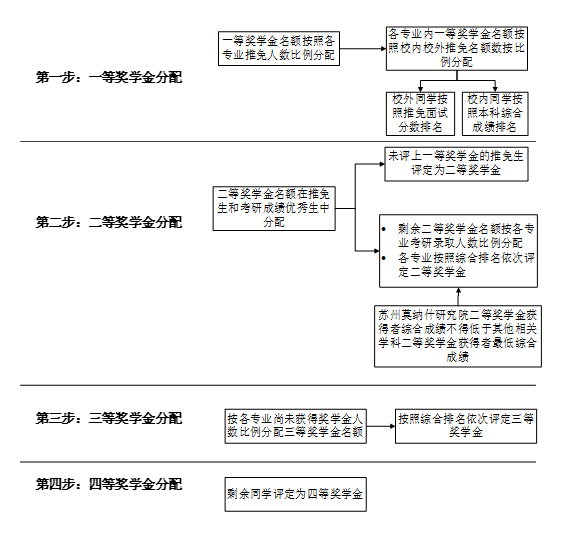 第一步：一等奖学金分配
一等奖学金名额按照各
专业推免人数比例分配
各专业内一等奖学金名额按
照校内校外推免名额数按比
例分配
校外同学按
照推免面试
分数排名
校内同学按
照本科综合
成绩排名
第二步：二等奖学金分配
二等奖学金名额在推免
生和考研成绩优秀生中
分配
未评上一等奖学金的推免生
评定为二等奖学金
• 剩余二等奖学金名额按各专
业考研录取人数比例分配
• 各专业按照综合排名依次评
定二等奖学金
苏州莫纳什研究院二等奖学金获
得者综合成绩不得低于其他相关
学科二等奖学金获得者最低综合
成绩
第三步：三等奖学金分配
按各专业尚未获得奖学金人
数比例分配三等奖学金名额
按照综合排名依次评定三等
奖学金
第四步：四等奖学金分配
剩余同学评定为四等奖学金